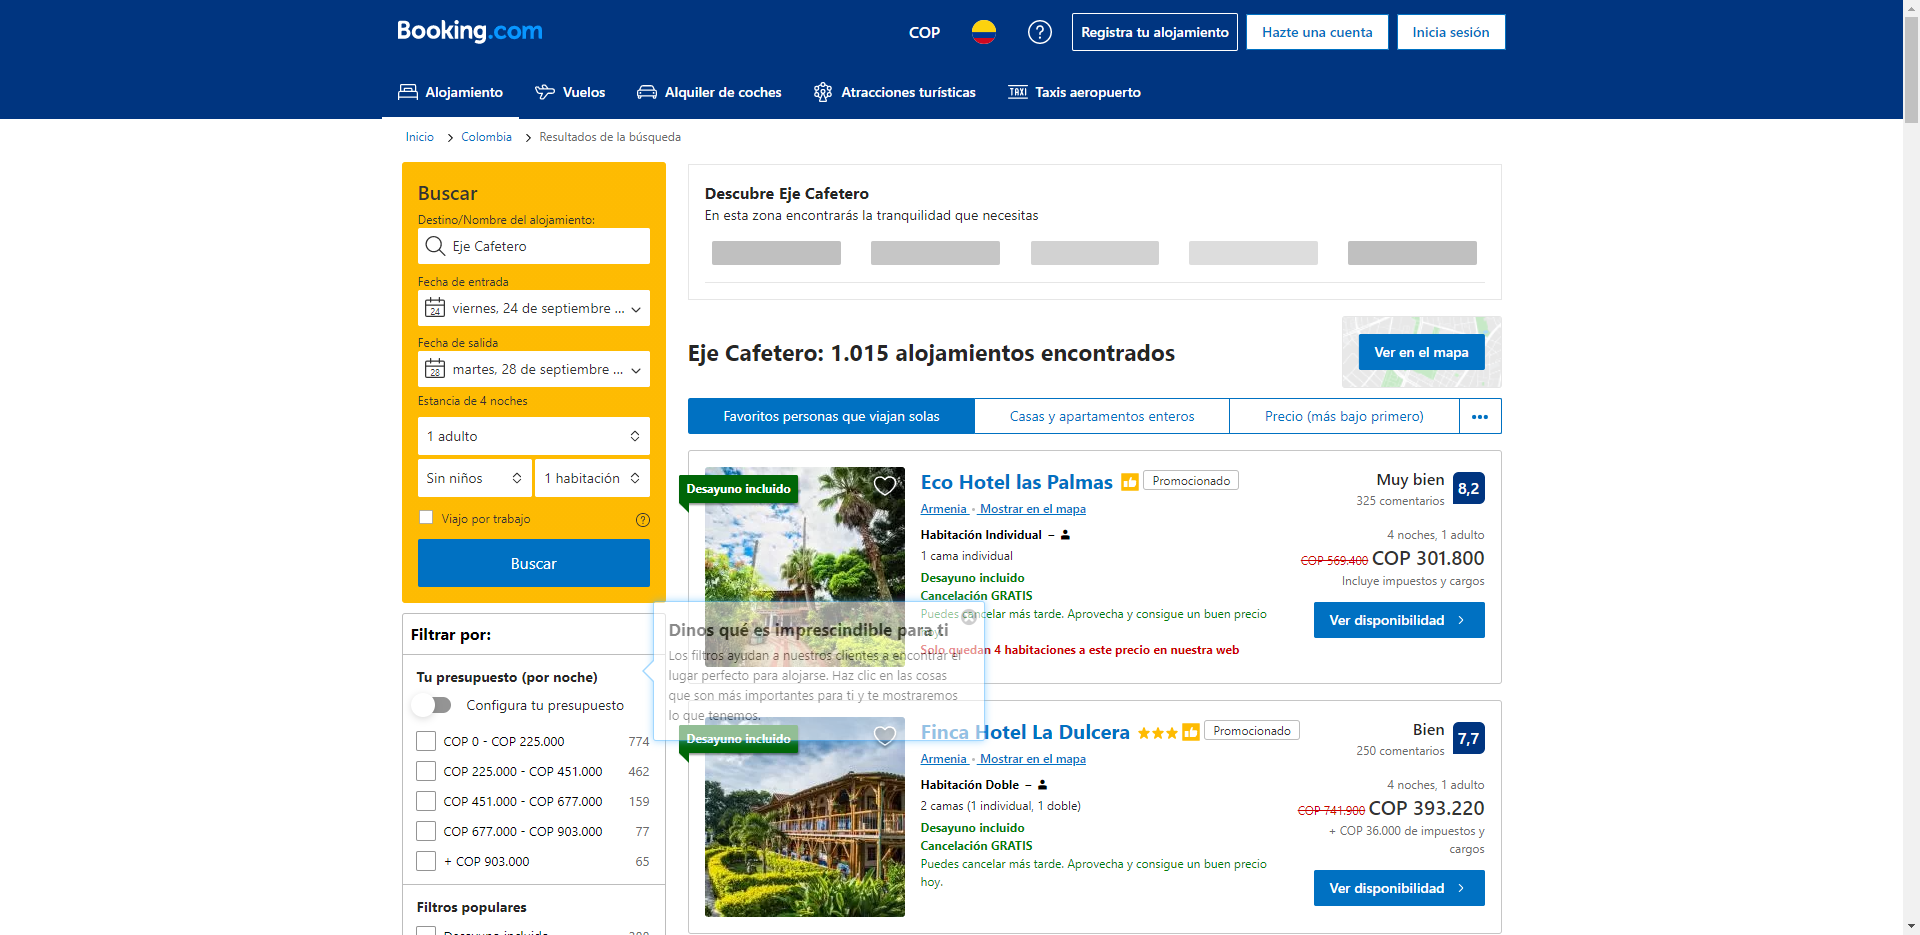 Booking.com
COP
Registra tu alojamiento
Hazte una cuenta
Inicia sesión
Alojamiento
Vuelos
Alquiler de coches
Atracciones turísticas
TAXI Taxis aeropuerto
Inicio > Colombia > Resultados de la búsqueda
Buscar
Destino/Nombre del alojamiento:
Eje Cafetero
Fecha de entrada
24 viernes, 24 de septiembre ...
Fecha de salida
28 martes, 28 de septiembre ...
Estancia de 4 noches
1 adulto
Sin niños
1 habitación
Viajo por trabajo
Buscar
Filtrar por:
Tu presupuesto (por noche)
Configura tu presupuesto
COP 0 - COP 225.000 774
COP 225.000 - COP 451.000 462
COP 451.000 - COP 677.000 159
COP 677.000 - COP 903.000 77
+ COP 903.000 65
Filtros populares
Desayuno incluido
Descubre Eje Cafetero
En esta zona encontrarás la tranquilidad que necesitas
Eje Cafetero: 1.015 alojamientos encontrados
Ver en el mapa
Favoritos personas que viajan solas
Casas y apartamentos enteros
Precio (más bajo primero)
•••
Desayuno incluido
Eco Hotel las Palmas
Promocionado
Armenia • Mostrar en el mapa
Habitación Individual –
1 cama individual
Desayuno incluido
Cancelación GRATIS
Puedes cancelar más tarde. Aprovecha y consigue un buen precio
hoy.
Solo quedan 4 habitaciones a este precio en nuestra web
Muy bien
325 comentarios
8,2
4 noches, 1 adulto
COP 569.400 COP 301.800
Incluye impuestos y cargos
Ver disponibilidad
Dinos qué es imprescindible para ti
Los filtros ayudan a nuestros clientes a encontrar el
lugar perfecto para alojarse. Haz clic en las cosas
que son más importantes para ti y te mostraremos
lo que tenemos.
Desayuno incluido
Finca Hotel La Dulcera
Promocionado
Armenia • Mostrar en el mapa
Habitación Doble –
2 camas (1 individual, 1 doble)
Desayuno incluido
Cancelación GRATIS
Puedes cancelar más tarde. Aprovecha y consigue un buen precio
hoy.
Bien
250 comentarios
7,7
4 noches, 1 adulto
COP 741.900 COP 393.220
+ COP 36.000 de impuestos y
cargos
Ver disponibilidad